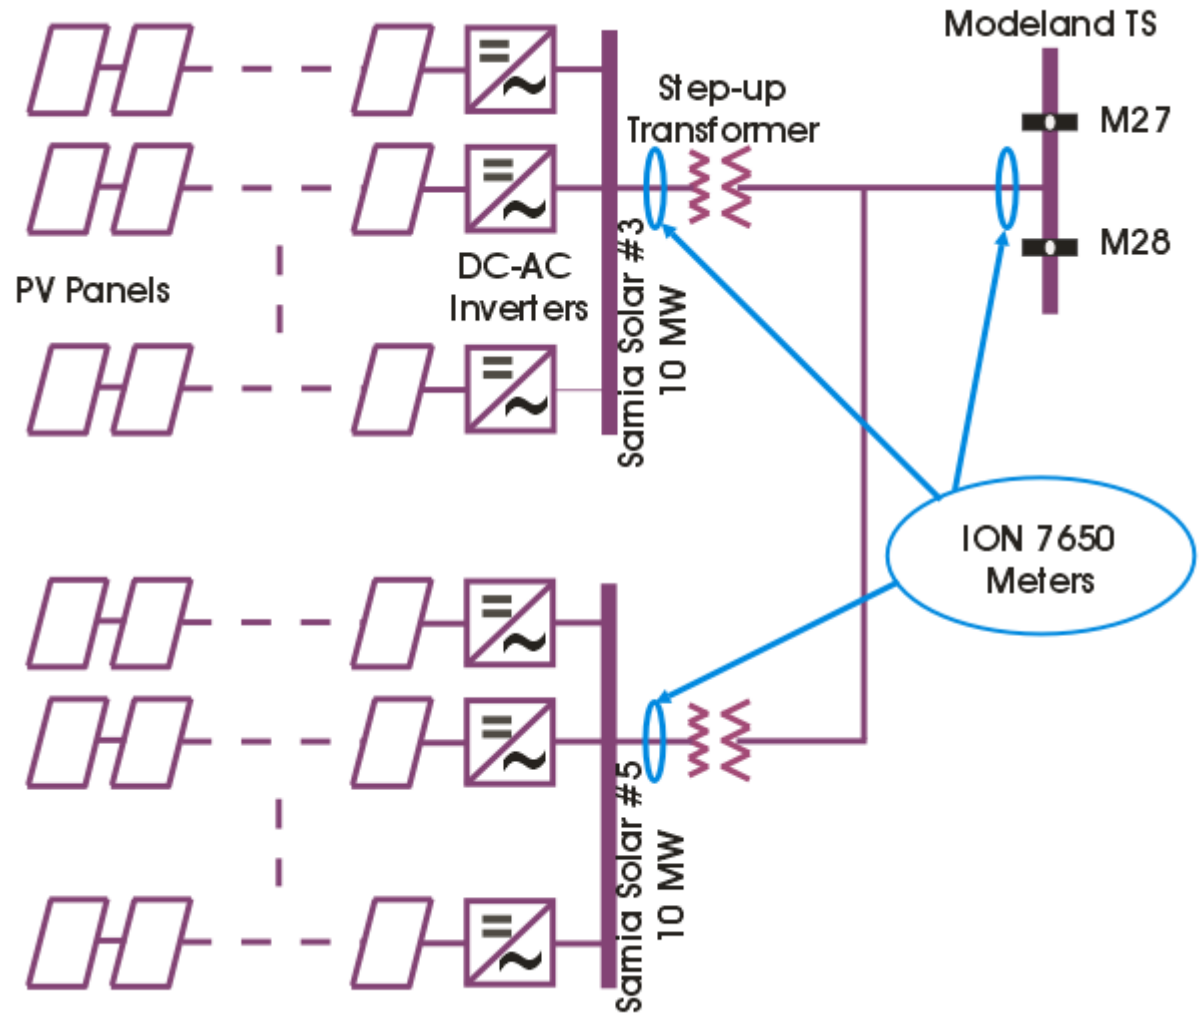 Modeland TS
M27
M28
Step-up
Transformer
DC-AC
Inverters
PV Panels
Samia Solar #3
10 MW
ION 7650
Meters
Samia Solar #5
10 MW